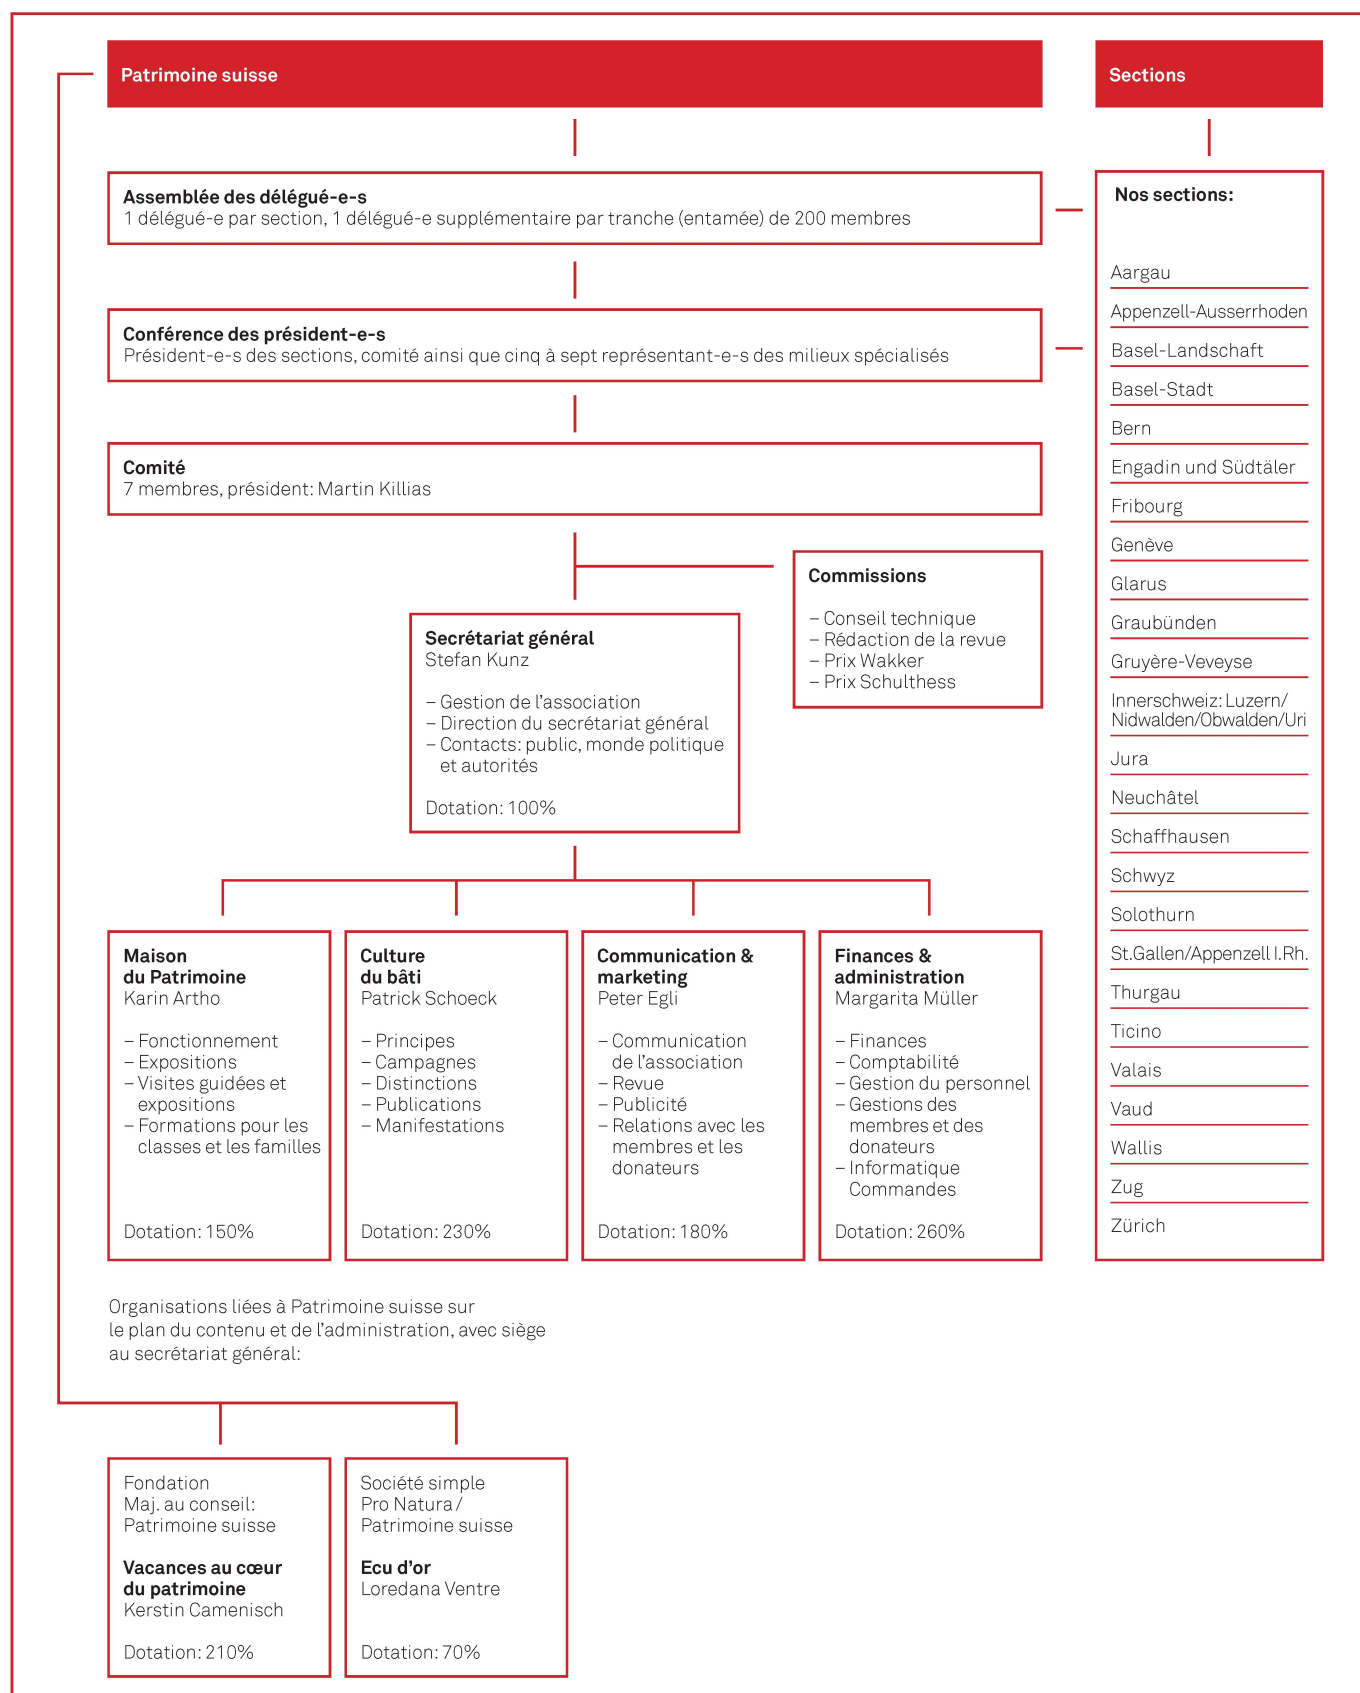 Patrimoine suisse
Sections
Assemblée des délégué-e-s
1 délégué-e par section, 1 délégué-e supplémentaire par tranche (entamée) de 200 membres
Conférence des président-e-s
Président-e-s des sections, comité ainsi que cinq à sept représentant-e-s des milieux spécialisés
Comité
7 membres, président: Martin Killias
Commissions
– Conseil technique
– Rédaction de la revue
– Prix Wakker
– Prix Schulthess
Secrétariat général
Stefan Kunz
– Gestion de l'association
– Direction du secrétariat général
– Contacts: public, monde politique
et autorités
Dotation: 100%
Maison
du Patrimoine
Karin Artho
– Fonctionnement
– Expositions
– Visites guidées et
expositions
– Formations pour les
classes et les familles
Dotation: 150%
Culture
du bâti
Patrick Schoeck
– Principes
– Campagnes
– Distinctions
– Publications
– Manifestations
Dotation: 230%
Communication &
marketing
Peter Egli
– Communication
de l'association
– Revue
– Publicité
– Relations avec les
membres et les
donateurs
Dotation: 180%
Finances &
administration
Margarita Müller
– Finances
– Comptabilité
– Gestion du personnel
– Gestions des
membres et des
donateurs
– Informatique
Commandes
Dotation: 260%
Nos sections:
Aargau
Appenzell-Ausserrhoden
Basel-Landschaft
Basel-Stadt
Bern
Engadin und Südtäler
Fribourg
Genève
Glarus
Graubünden
Gruyère-Veveyse
Innerschweiz: Luzern/
Nidwalden/Obwalden/Uri
Jura
Neuchâtel
Schaffhausen
Schwyz
Solothurn
St.Gallen/Appenzell I.Rh.
Thurgau
Ticino
Valais
Vaud
Wallis
Zug
Zürich
Organisations liées à Patrimoine suisse sur
le plan du contenu et de l'administration, avec siège
au secrétariat général:
Fondation
Maj. au conseil:
Patrimoine suisse
Vacances au cœur
du patrimoine
Kerstin Camenisch
Dotation: 210%
Société simple
Pro Natura /
Patrimoine suisse
Ecu d'or
Loredana Ventre
Dotation: 70%